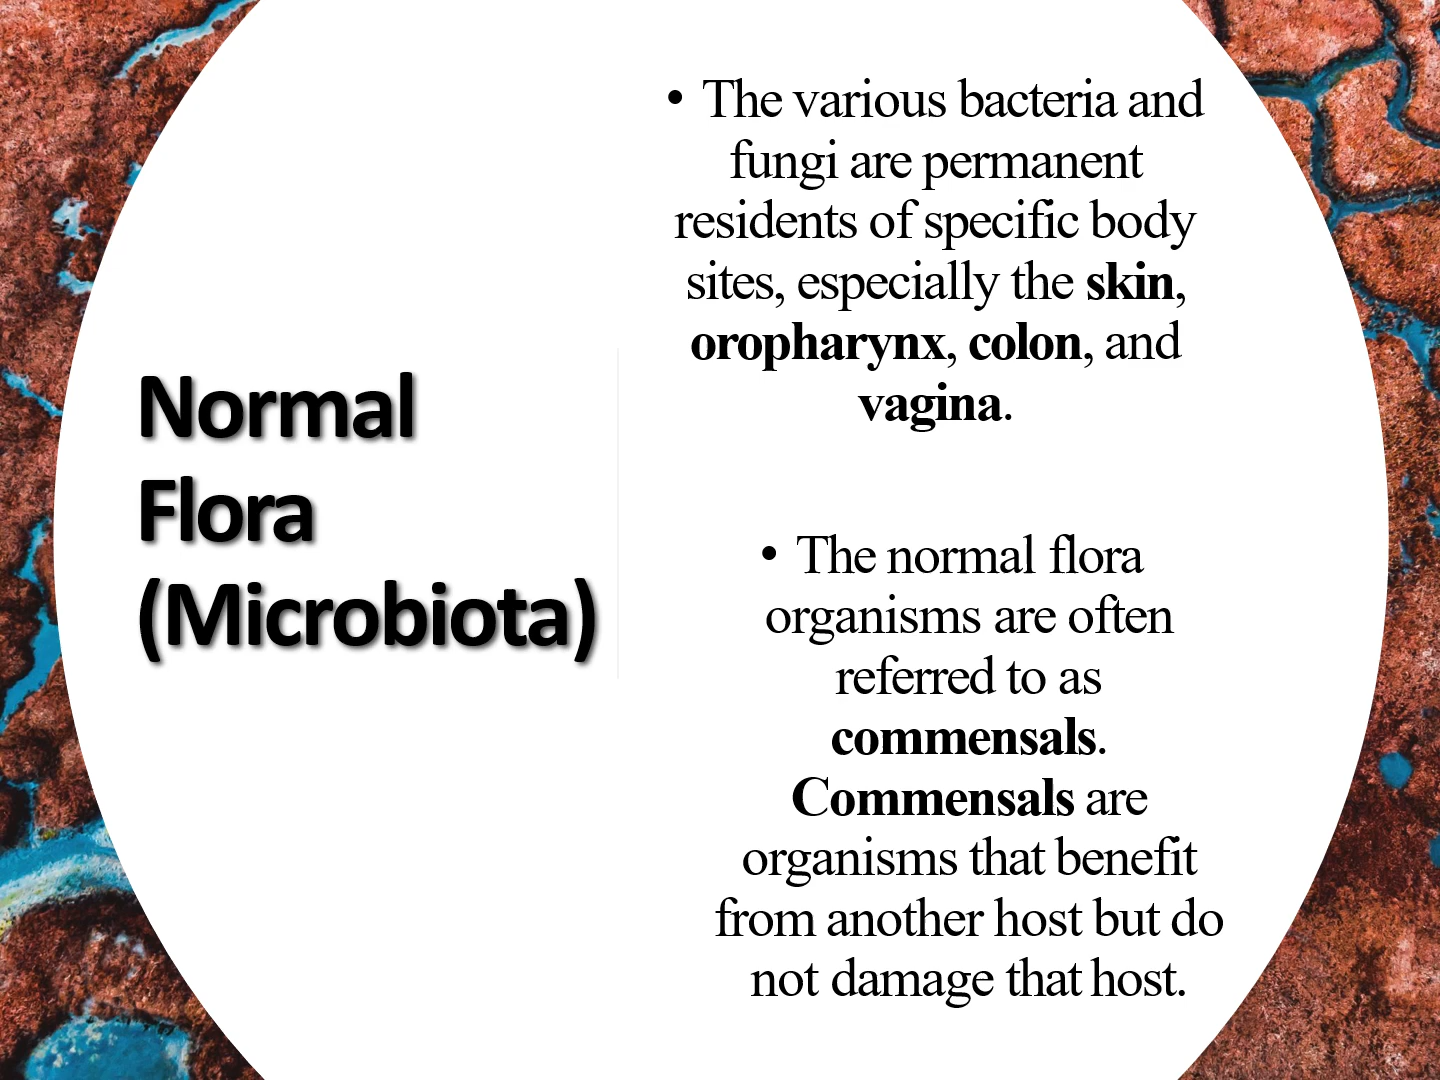 Normal
Flora
(Microbiota)
• The various bacteria and
fungi are permanent
residents of specific body
sites, especially the skin,
oropharynx, colon, and
vagina.
• The normal flora
organisms are often
referred to as
commensals.
Commensals are
organisms that benefit
from another host but do
not damage that host.